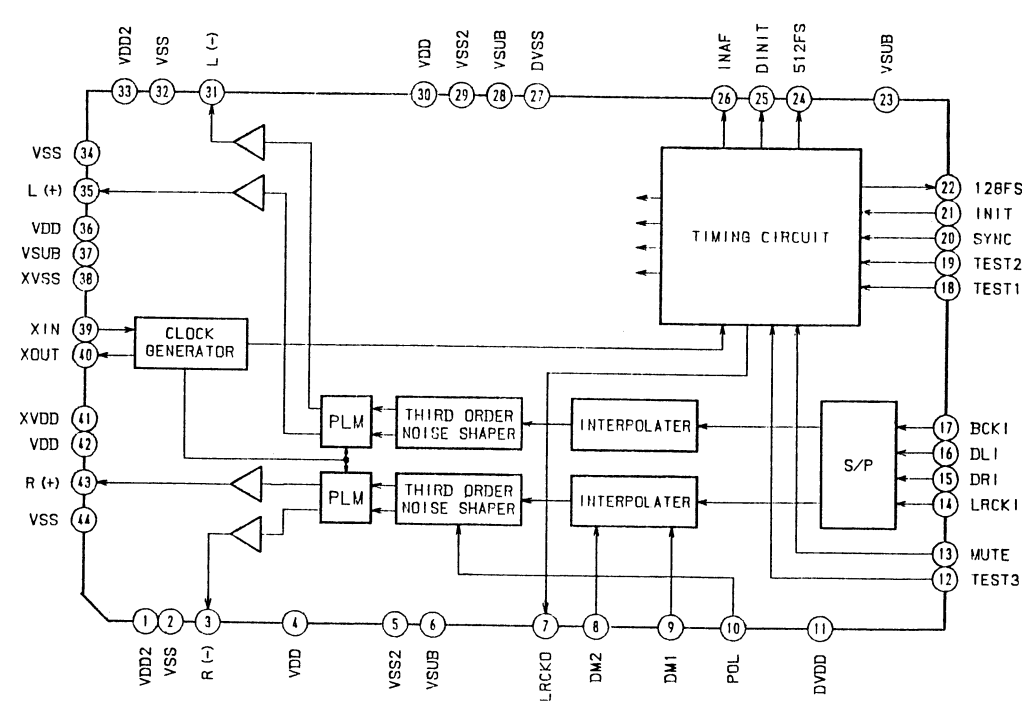 VDD2
VSS
L (-)
VDD
VSS2
VSUB
DVSS
INAF
DINIT
512FS
VSUB
33
32
31
30
29
28
27
26
25
24
23
VSS
34
L (+)
35
VDD
36
VSUB
37
XVSS
38
XIN
39
XOUT
40
XVDD
41
VDD
42
R (+)
43
VSS
44
TIMING CIRCUIT
CLOCK
GENERATOR
PLM
THIRD ORDER
NOISE SHAPER
INTERPOLATER
S/P
PLM
THIRD ORDER
NOISE SHAPER
INTERPOLATER
22
128FS
21
INIT
20
SYNC
19
TEST2
18
TEST1
17
BCKI
16
DLI
15
DRI
14
LRCKI
13
MUTE
12
TEST3
1
2
3
4
5
6
7
8
9
10
11
VDD2
VSS
R (-)
VDD
VSS2
VSUB
LRCKO
DM2
DM1
POL
DVDD